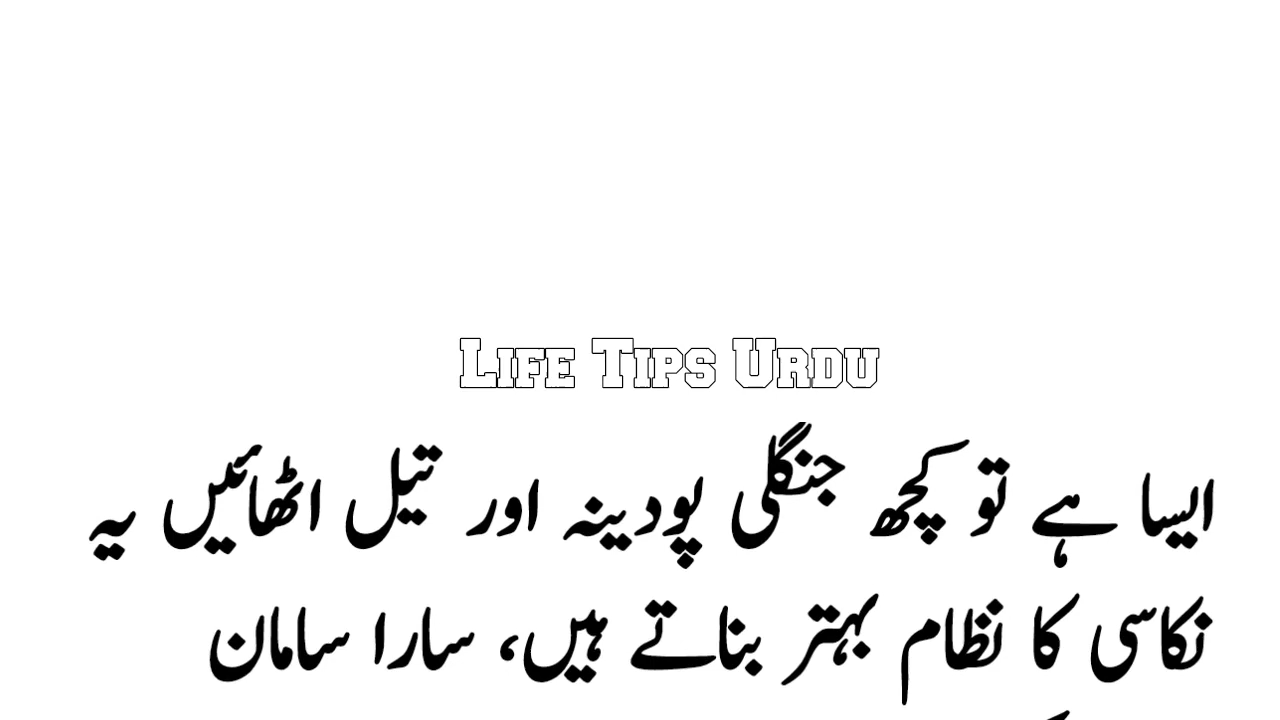 Life Tips Urdu
ایسا ہے تو کچھ جنگلی پودینہ اور تیل اٹھائیں یہ
نکاسی کا نظام بہتر بناتے ہیں، سارا سامان